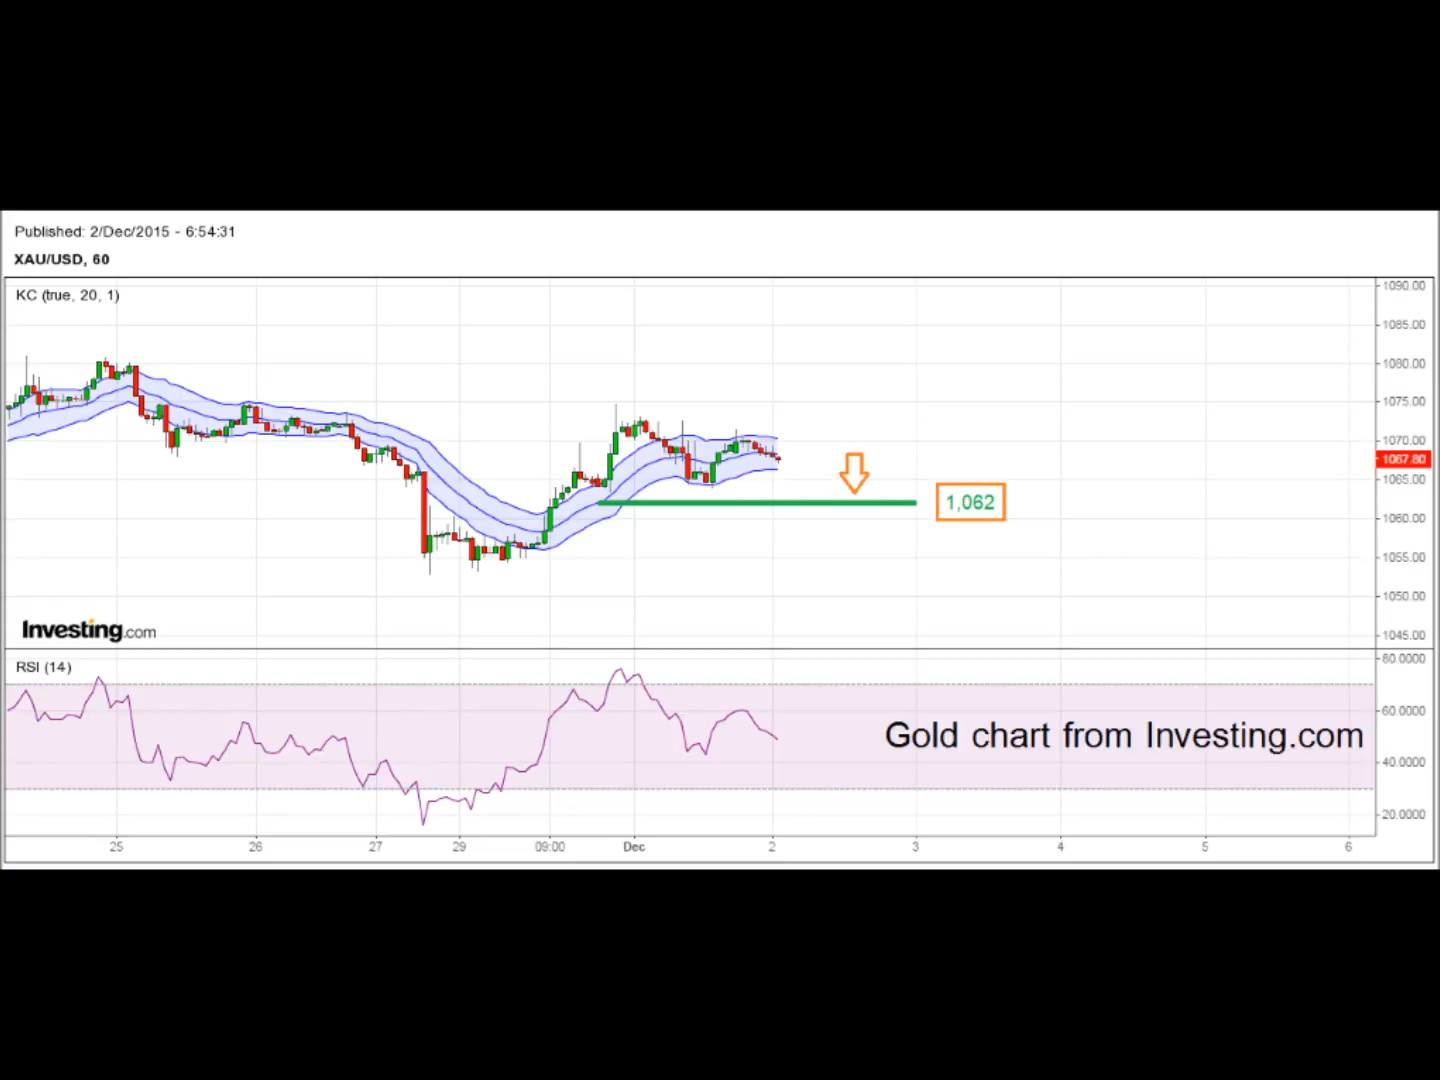 Published: 2/Dec/2015 - 6:54:31
XAU/USD, 60
KC (true, 20, 1)
1090.00
1085.00
1080.00
1075.00
1070.00
1067.80
1065.00
1,062
1060.00
1055.00
1050.00
Investing.com
1045.00
RSI (14)
80.0000
60.0000
Gold chart from Investing.com
40.0000
20.0000
25 26 27 29 09:00 Dec 2 3 4 5 6